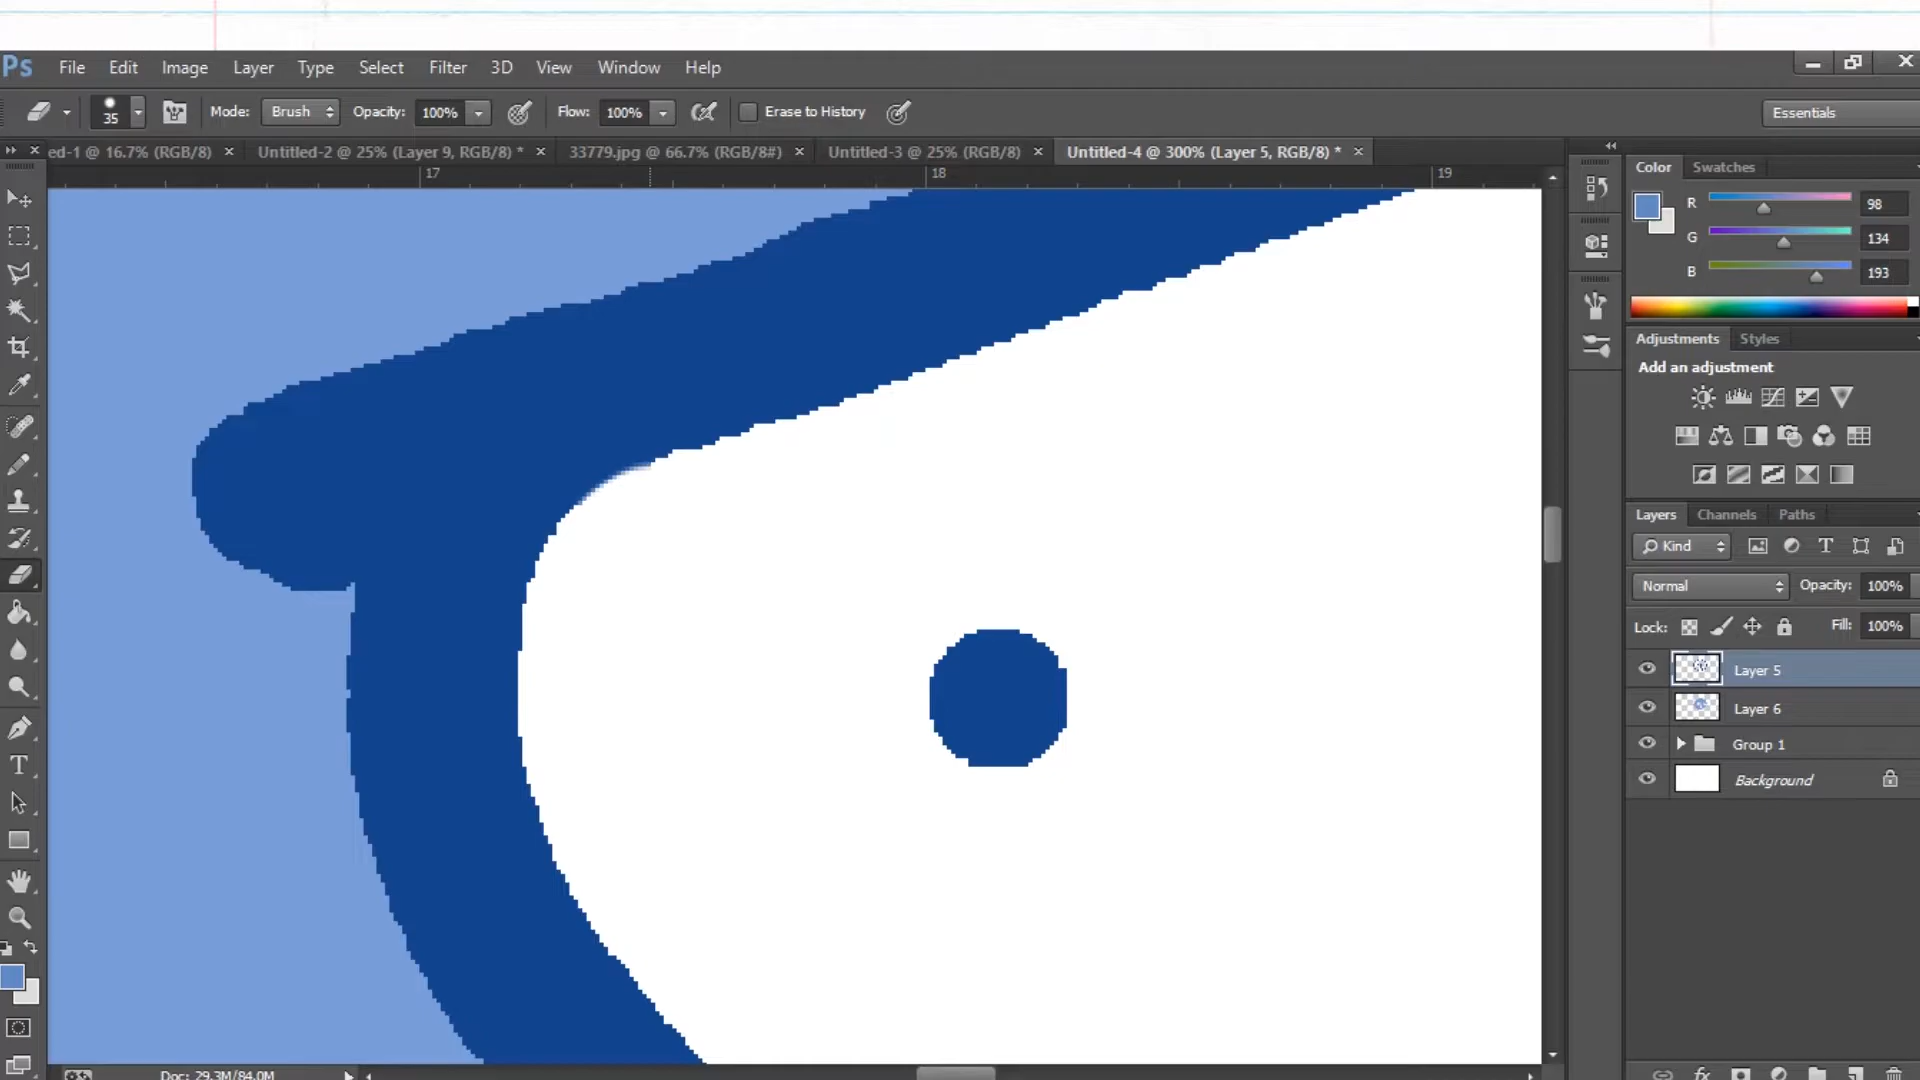 Ps File Edit Image Layer Type Select Filter 3D View Window Help
35 Mode: Brush Opacity: 100% Flow: 100% Erase to History Essentials
ed-1 @ 16.7% (RGB/8) × Untitled-2 @ 25% (Layer 9, RGB/8) * × 33779.jpg @ 66.7% (RGB/8#) × Untitled-3 @ 25% (RGB/8) × Untitled-4 @ 300% (Layer 5, RGB/8) * ×
17 18 19
Color Swatches
R 98
G 134
B 193
Adjustments Styles
Add an adjustment
Layers Channels Paths
Kind
Normal Opacity: 100%
Lock: Fill: 100%
Layer 5
Layer 6
Group 1
Background
Doc: 29.3M/84.0M